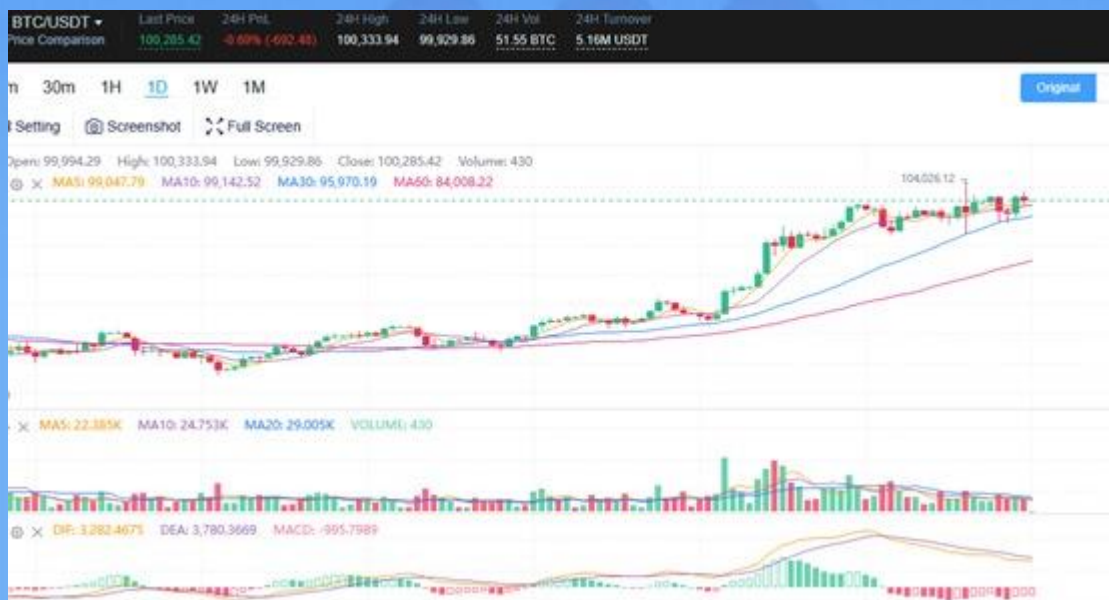 BTC/USDT Last Price 24H PnL 24H High 24H Low 24H Vol 24H Turnover
Price Comparison 100,285.42 -0.69% (-692.48) 100,333.94 99,929.86 51.55 BTC 5.16M USDT
m 30m 1H 1D 1W 1M Original
Setting Screenshot Full Screen
Open: 99,994.29 High: 100,333.94 Low: 99,929.86 Close: 100,285.42 Volume: 430
MA5: 99,047.79 MA10: 99,142.52 MA30: 95,970.19 MA60: 84,008.22
104,026.12
MA5: 22.385K MA10: 24.753K MA20: 29.005K VOLUME: 430
DIF: 3,282.4675 DEA: 3,780.3669 MACD: -995.7989